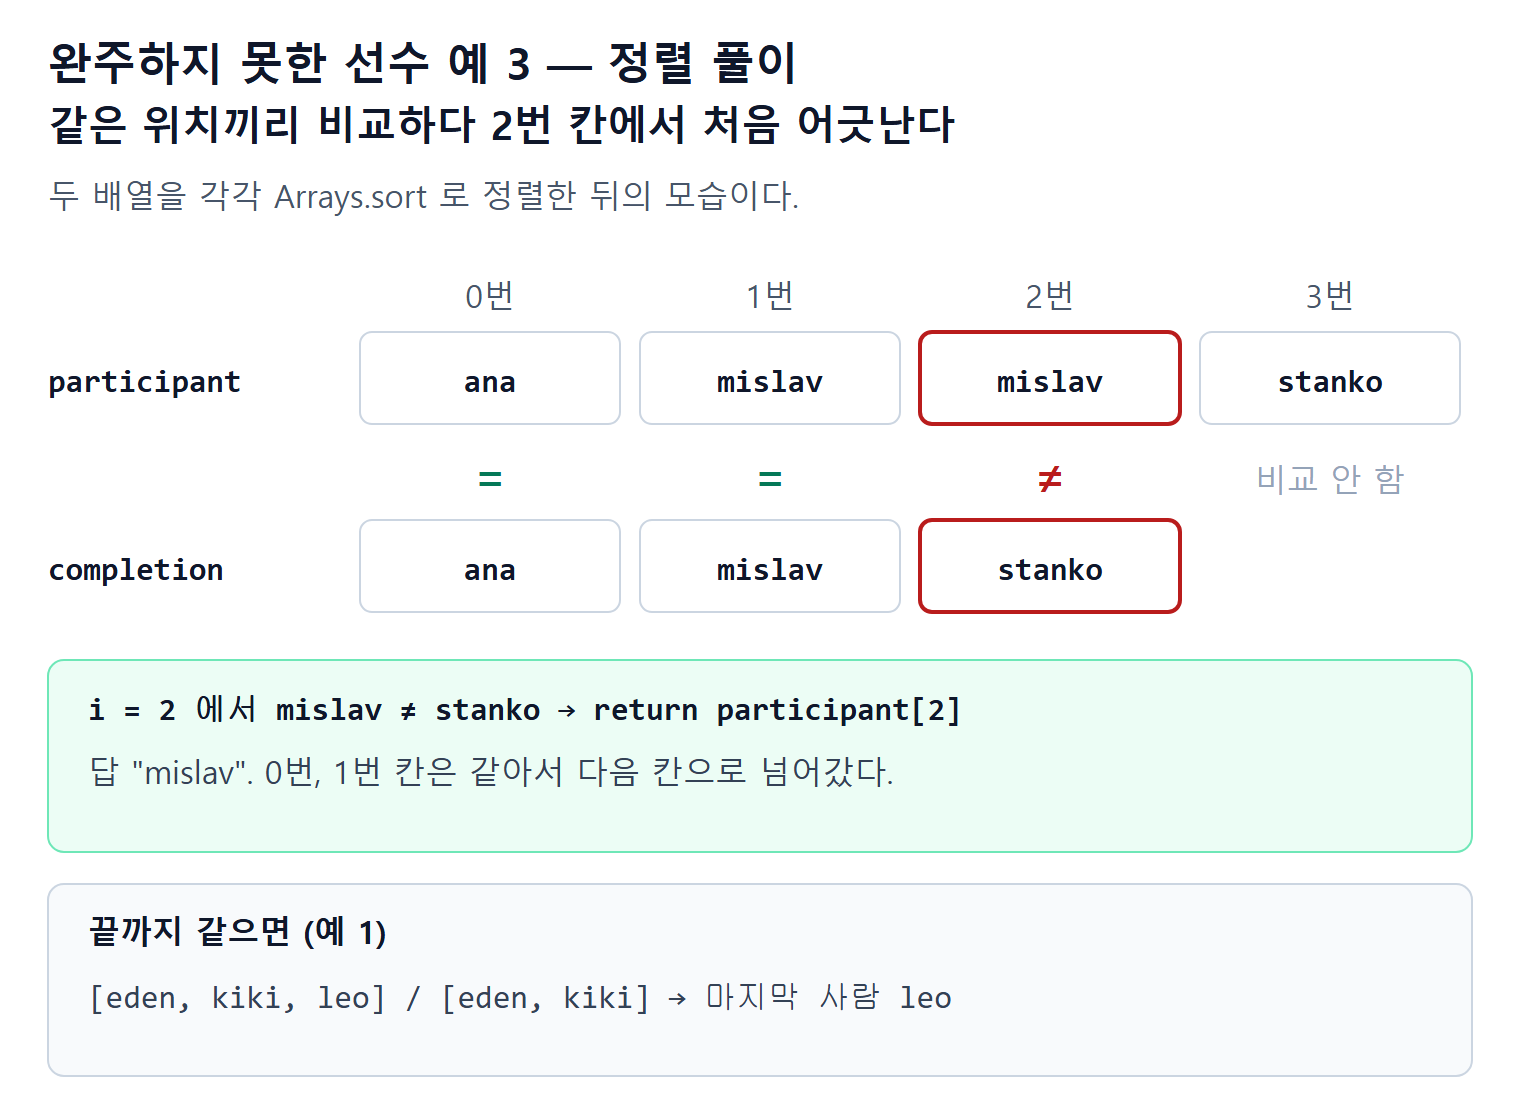 완주하지 못한 선수 예 3 — 정렬 풀이
같은 위치끼리 비교하다 2번 칸에서 처음 어긋난다
두 배열을 각각 Arrays.sort 로 정렬한 뒤의 모습이다.
0번 1번 2번 3번
participant ana mislav mislav stanko
= = ≠ 비교 안 함
completion ana mislav stanko
i = 2 에서 mislav ≠ stanko → return participant[2]
답 "mislav". 0번, 1번 칸은 같아서 다음 칸으로 넘어갔다.
끝까지 같으면 (예 1)
[eden, kiki, leo] / [eden, kiki] → 마지막 사람 leo